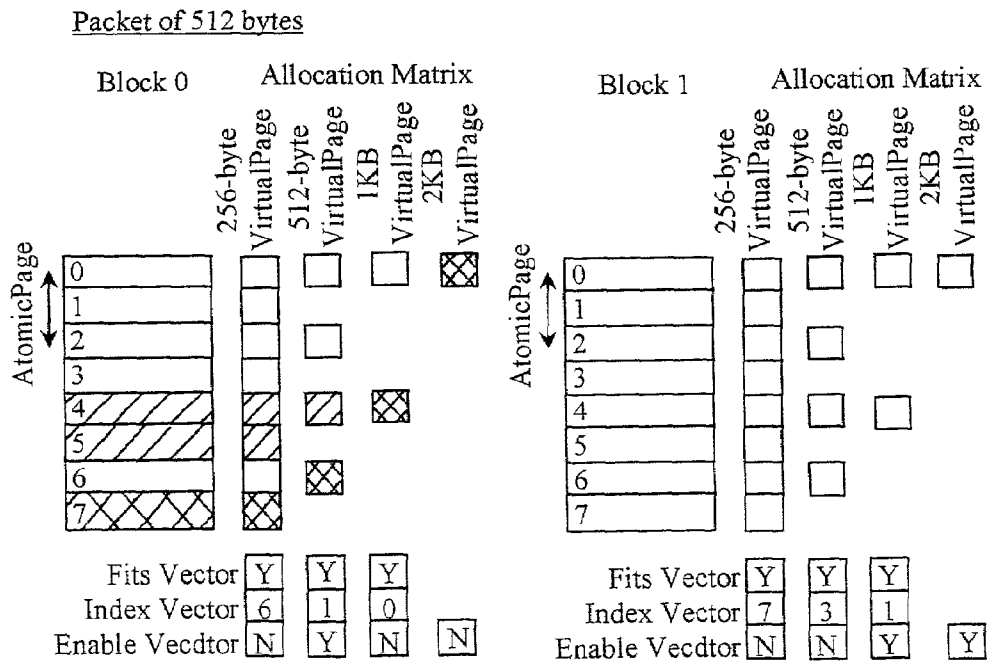 Packet of 512 bytes
Block 0
Allocation Matrix
256-byte
VirtualPage
512-byte
VirtualPage
1KB
VirtualPage
2KB
VirtualPage
AtomicPage
0
1
2
3
4
5
6
7
Fits Vector Y Y Y
Index Vector 6 1 0
Enable Vecdtor N Y N N
Block 1
Allocation Matrix
256-byte
VirtualPage
512-byte
VirtualPage
1KB
VirtualPage
2KB
VirtualPage
AtomicPage
0
1
2
3
4
5
6
7
Fits Vector Y Y Y
Index Vector 7 3 1
Enable Vecdtor N N Y Y